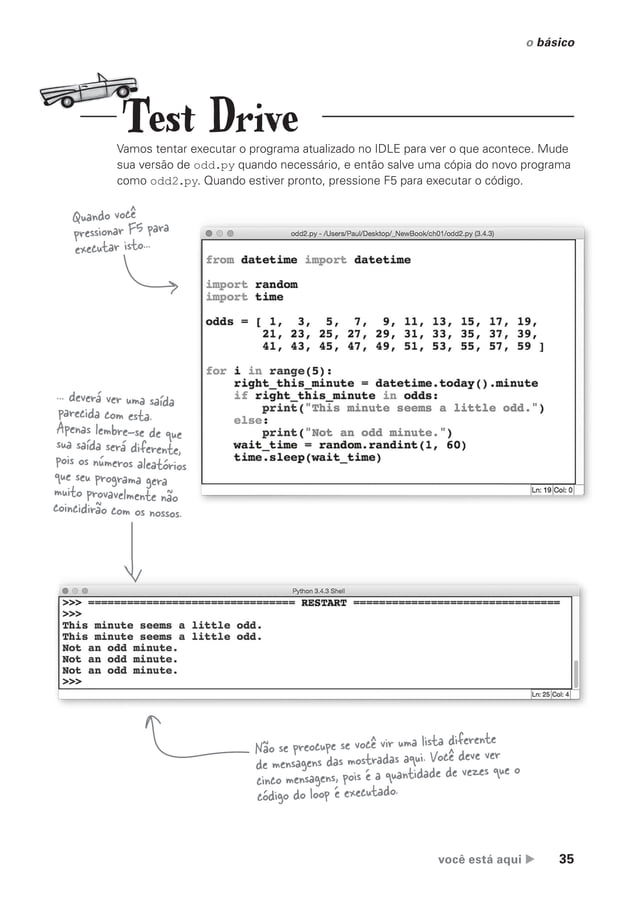 o básico
Test Drive
Vamos tentar executar o programa atualizado no IDLE para ver o que acontece. Mude
sua versão de odd.py quando necessário, e então salve uma cópia do novo programa
como odd2.py. Quando estiver pronto, pressione F5 para executar o código.
Quando você
pressionar F5 para
executar isto...
odd2.py - /Users/Paul/Desktop/_NewBook/ch01/odd2.py (3.4.3)
from datetime import datetime
import random
import time
odds = [ 1, 3, 5, 7, 9, 11, 13, 15, 17, 19,
21, 23, 25, 27, 29, 31, 33, 35, 37, 39,
41, 43, 45, 47, 49, 51, 53, 55, 57, 59 ]
for i in range(5):
right_this_minute = datetime.today().minute
if right_this_minute in odds:
print("This minute seems a little odd.")
else:
print("Not an odd minute.")
wait_time = random.randint(1, 60)
time.sleep(wait_time)
Ln: 19 Col: 0
... deverá ver uma saída
parecida com esta.
Apenas lembre-se de que
sua saída será diferente,
pois os números aleatórios
que seu programa gera
muito provavelmente não
coincidirão com os nossos.
Python 3.4.3 Shell
>>> ================================ RESTART ================================
>>>
This minute seems a little odd.
This minute seems a little odd.
Not an odd minute.
Not an odd minute.
Not an odd minute.
>>>
Ln: 25 Col: 4
Não se preocupe se você vir uma lista diferente
de mensagens das mostradas aqui. Você deve ver
cinco mensagens, pois é a quantidade de vezes que o
código do loop é executado.
você está aqui ▶ 35